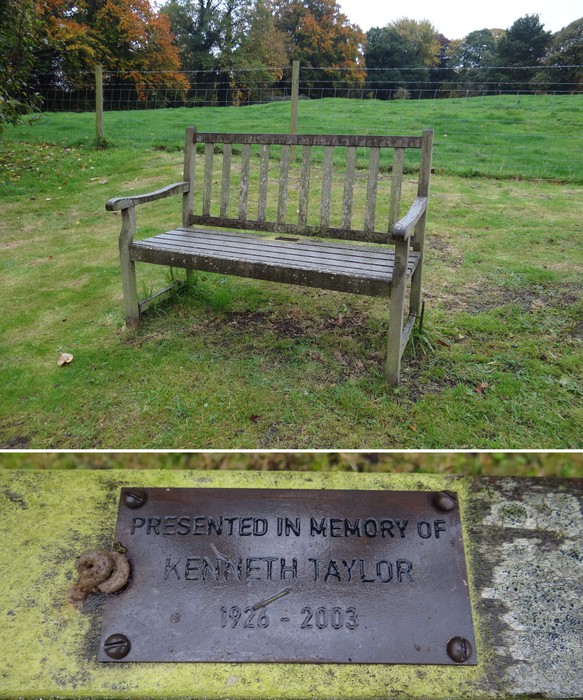 PRESENTED IN MEMORY OF
KENNETH TAYLOR
1926 - 2003